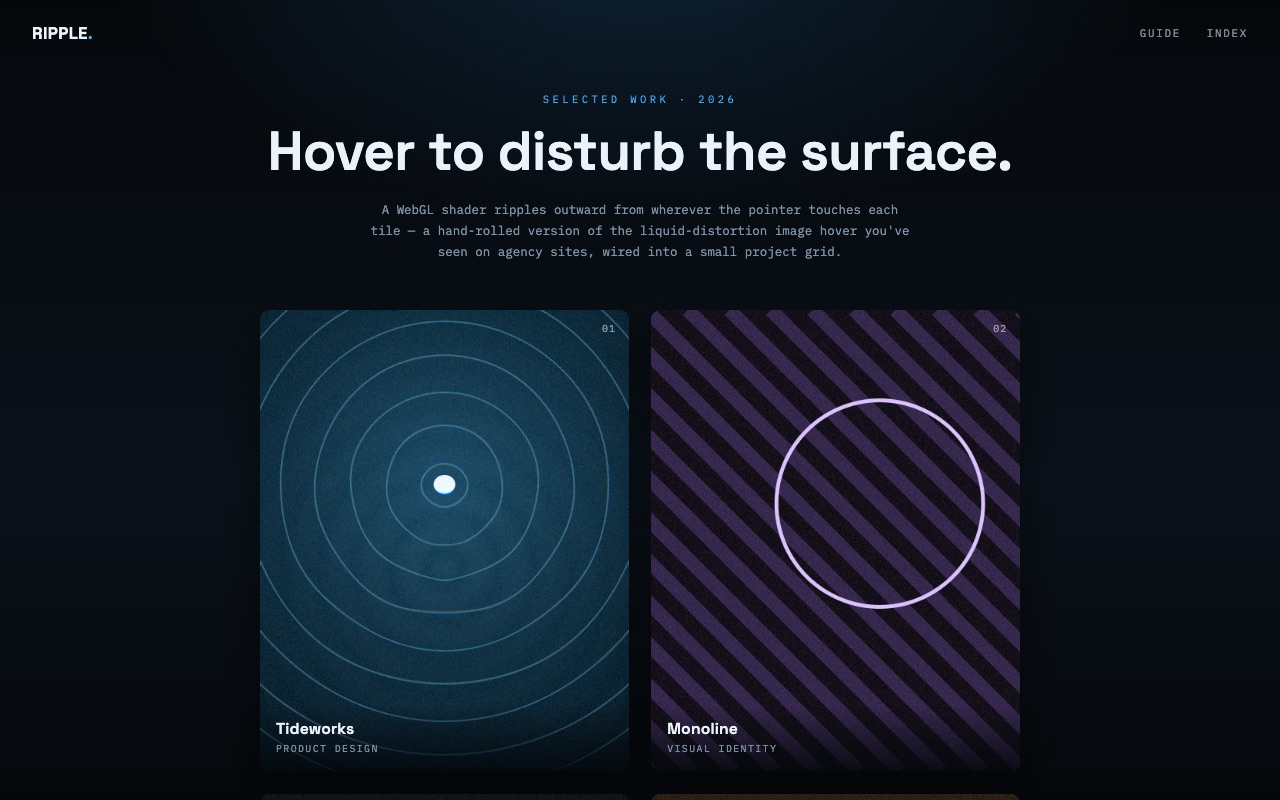 RIPPLE.
GUIDE INDEX
SELECTED WORK · 2026
Hover to disturb the surface.
A WebGL shader ripples outward from wherever the pointer touches each
tile — a hand-rolled version of the liquid-distortion image hover you've
seen on agency sites, wired into a small project grid.
01
02
Tideworks
PRODUCT DESIGN
Monoline
VISUAL IDENTITY